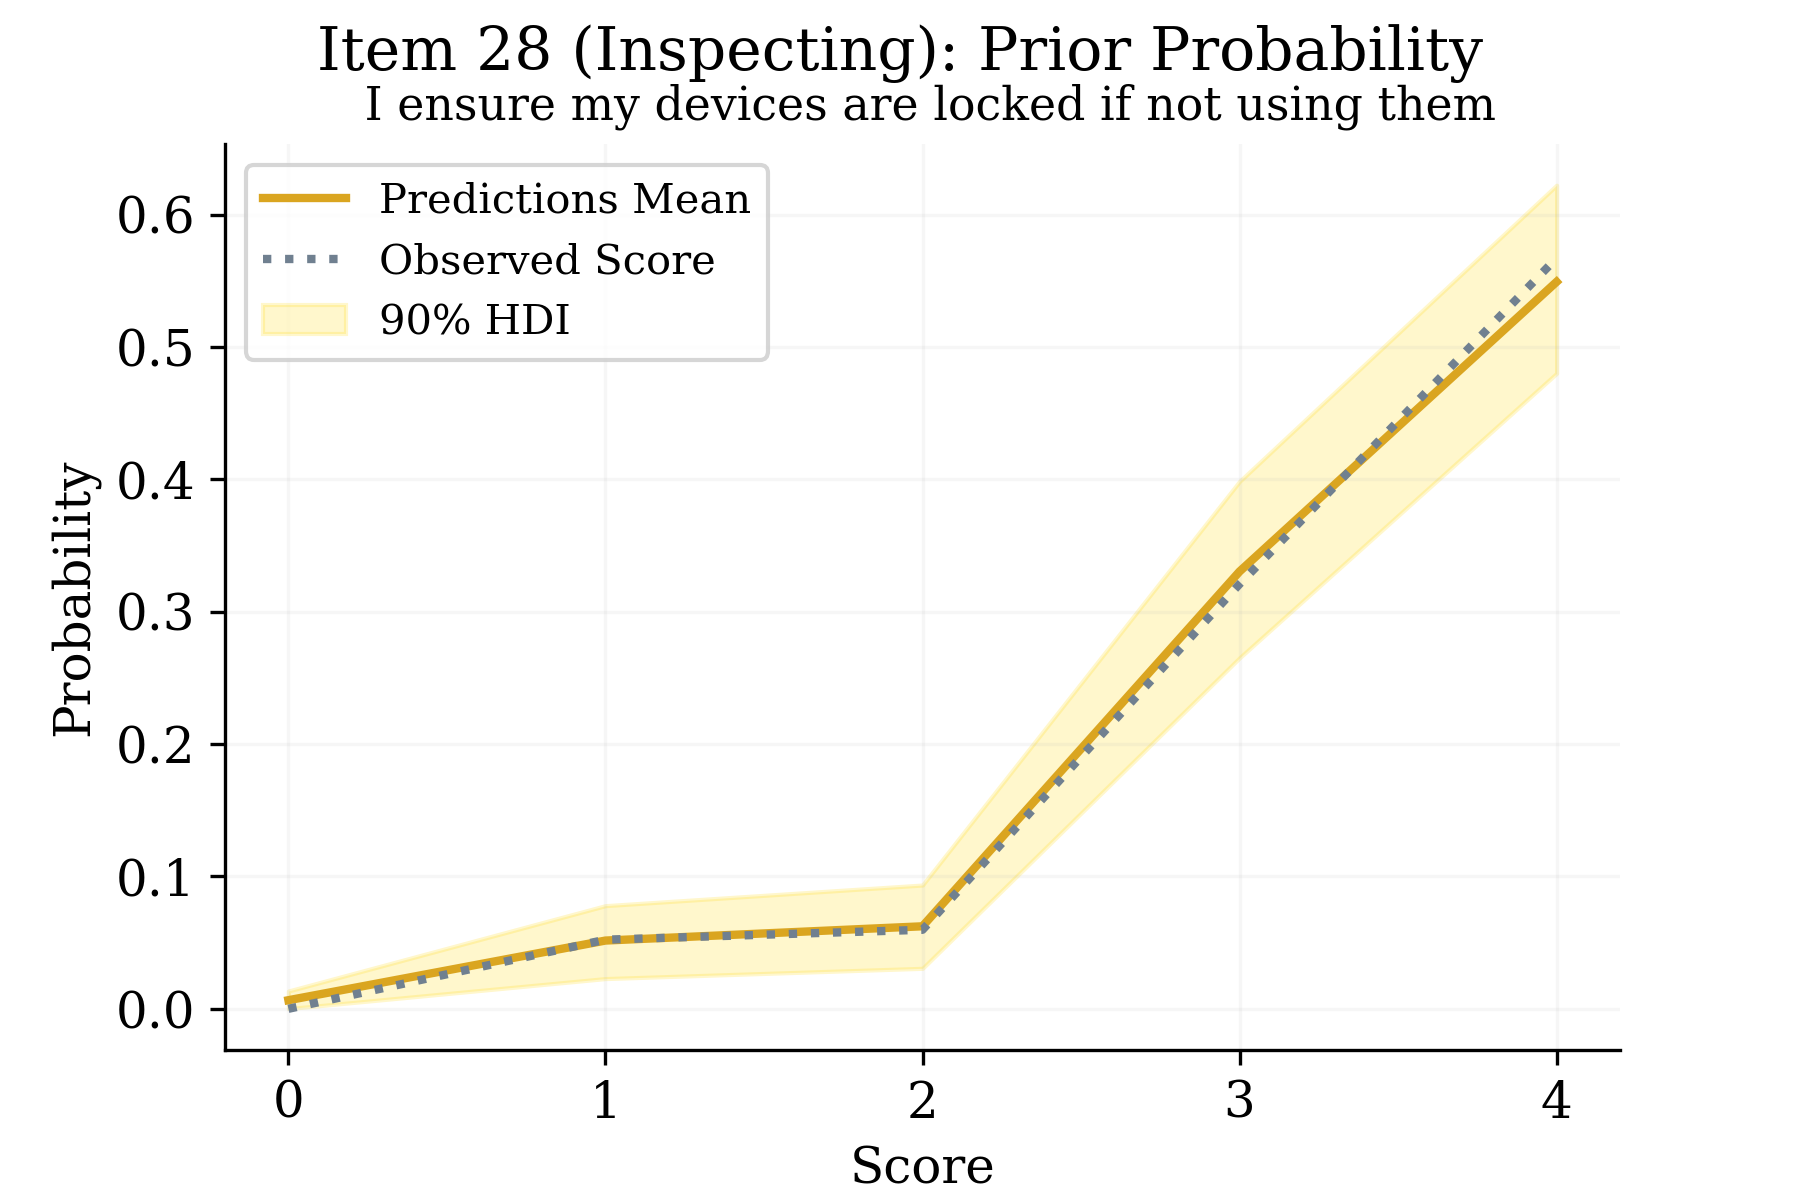 Item 28 (Inspecting): Prior Probability
I ensure my devices are locked if not using them
Predictions Mean
Observed Score
90% HDI
0.6
0.5
0.4
0.3
0.2
0.1
0.0
Probability
0 1 2 3 4
Score